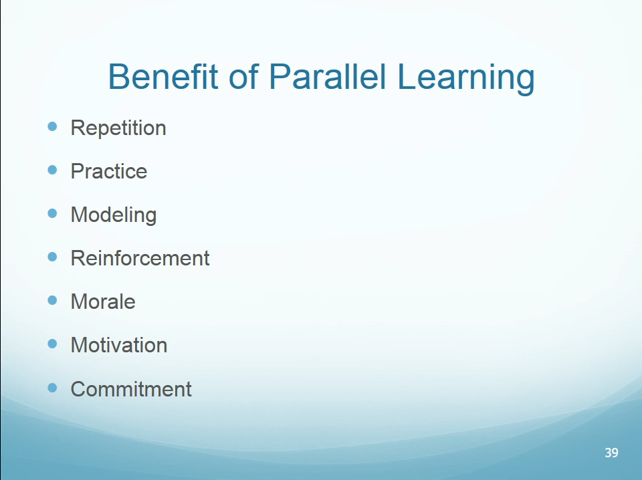 Benefit of Parallel Learning
Repetition
Practice
Modeling
Reinforcement
Morale
Motivation
Commitment
39